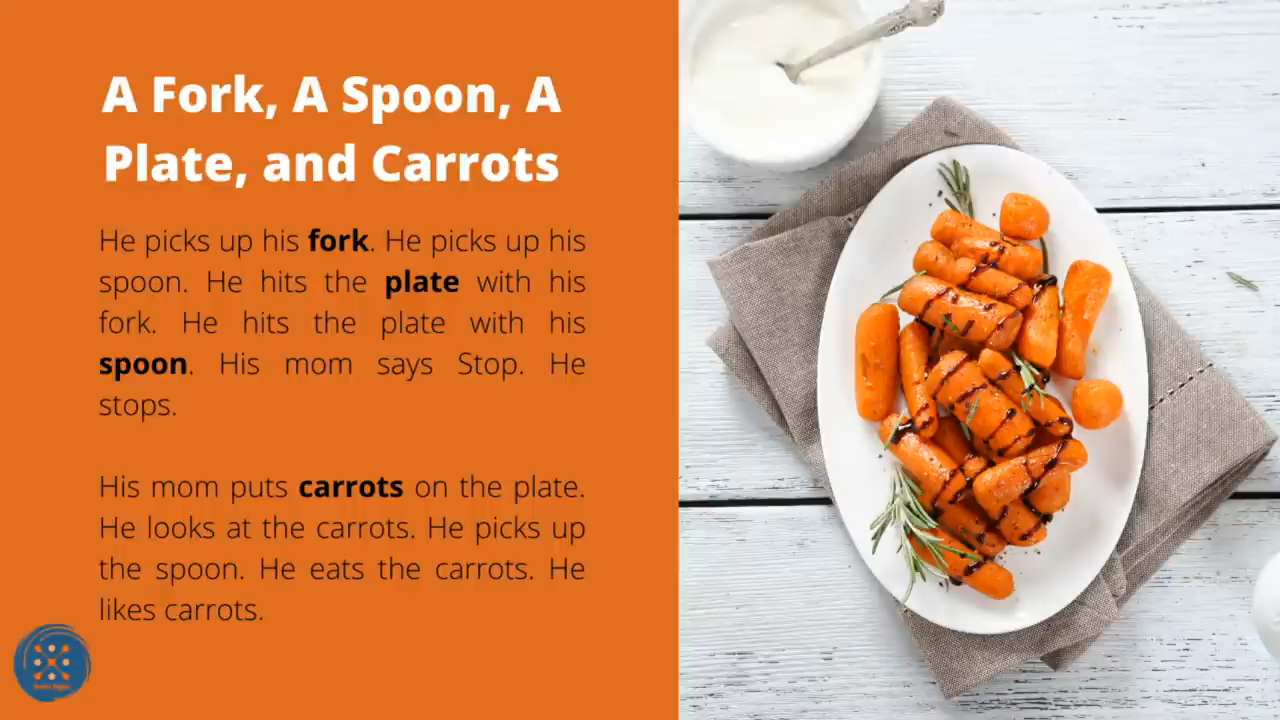 A Fork, A Spoon, A
Plate, and Carrots
He picks up his fork. He picks up his
spoon. He hits the plate with his
fork. He hits the plate with his
spoon. His mom says Stop. He
stops.
His mom puts carrots on the plate.
He looks at the carrots. He picks up
the spoon. He eats the carrots. He
likes carrots.